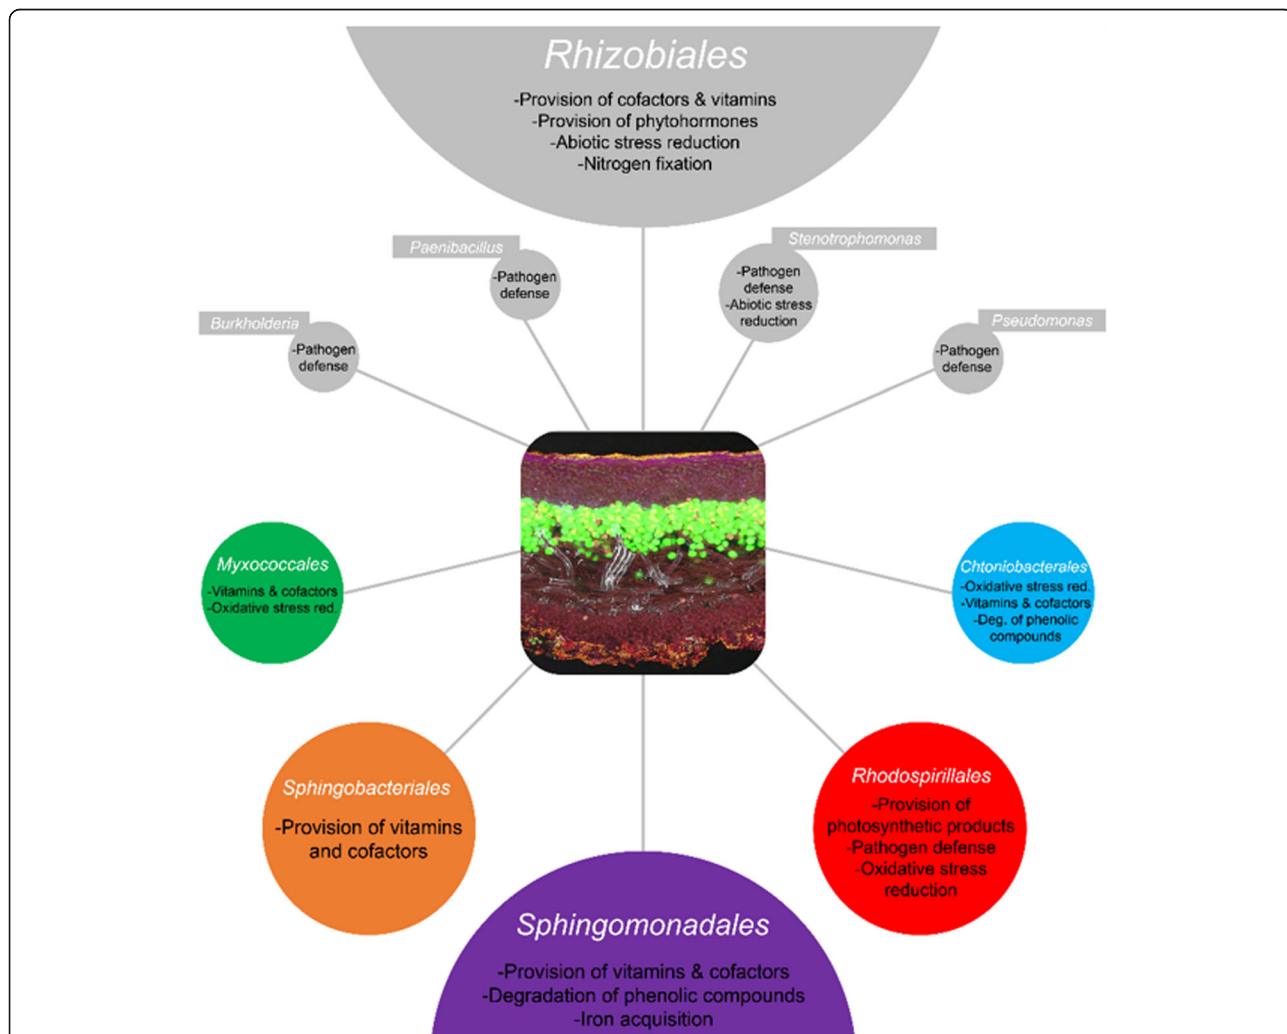 Rhizobiales
-Provision of cofactors & vitamins
-Provision of phytohormones
-Abiotic stress reduction
-Nitrogen fixation
Paenibacillus
-Pathogen
defense
Stenotrophomonas
-Pathogen
defense
-Abiotic stress
reduction
Burkholderia
-Pathogen
defense
Pseudomonas
-Pathogen
defense
Myxococcales
-Vitamins & cofactors
-Oxidative stress red.
Chtoniobacterales
-Oxidative stress red.
-Vitamins & cofactors
-Deg. of phenolic
compounds
Sphingobacteriales
-Provision of vitamins
and cofactors
Rhodospirillales
-Provision of
photosynthetic products
-Pathogen defense
-Oxidative stress
reduction
Sphingomonadales
-Provision of vitamins & cofactors
-Degradation of phenolic compounds
-Iron acquisition